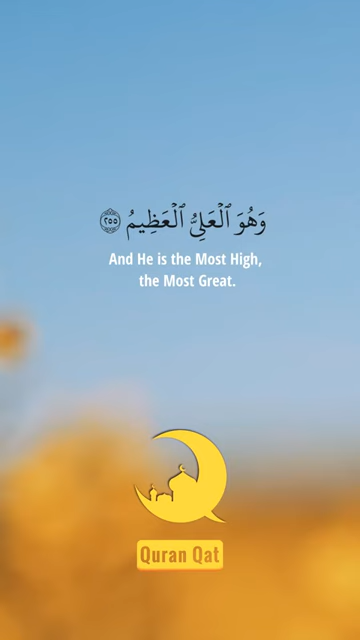 وَهُوَ ٱلْعَلِىُّ ٱلْعَظِيمُ ٢٥٥
And He is the Most High,
the Most Great.
Quran Qat